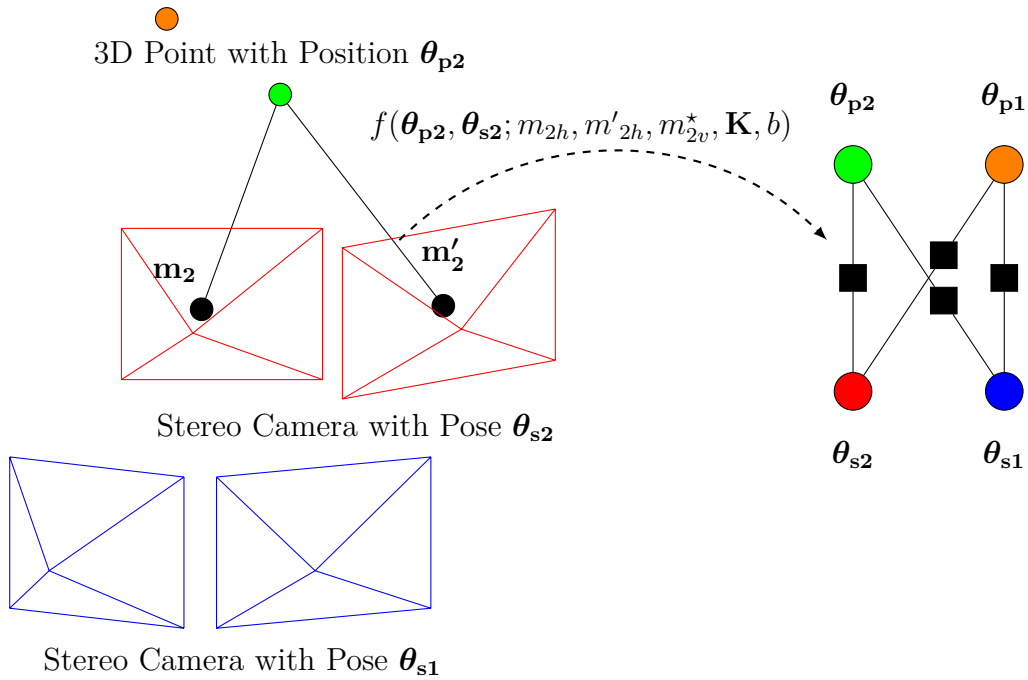 3D Point with Position θp2
f(θp2, θs2; m2h, m′2h, m⋆2v, K, b)
θp2
θp1
m2
m′2
Stereo Camera with Pose θs2
θs2
θs1
Stereo Camera with Pose θs1